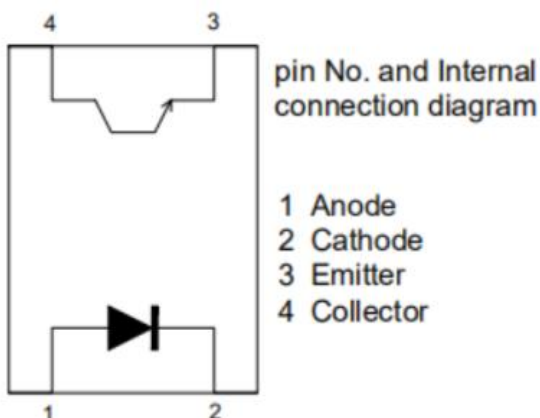 4 3
pin No. and Internal
connection diagram
1 Anode
2 Cathode
3 Emitter
4 Collector
1 2